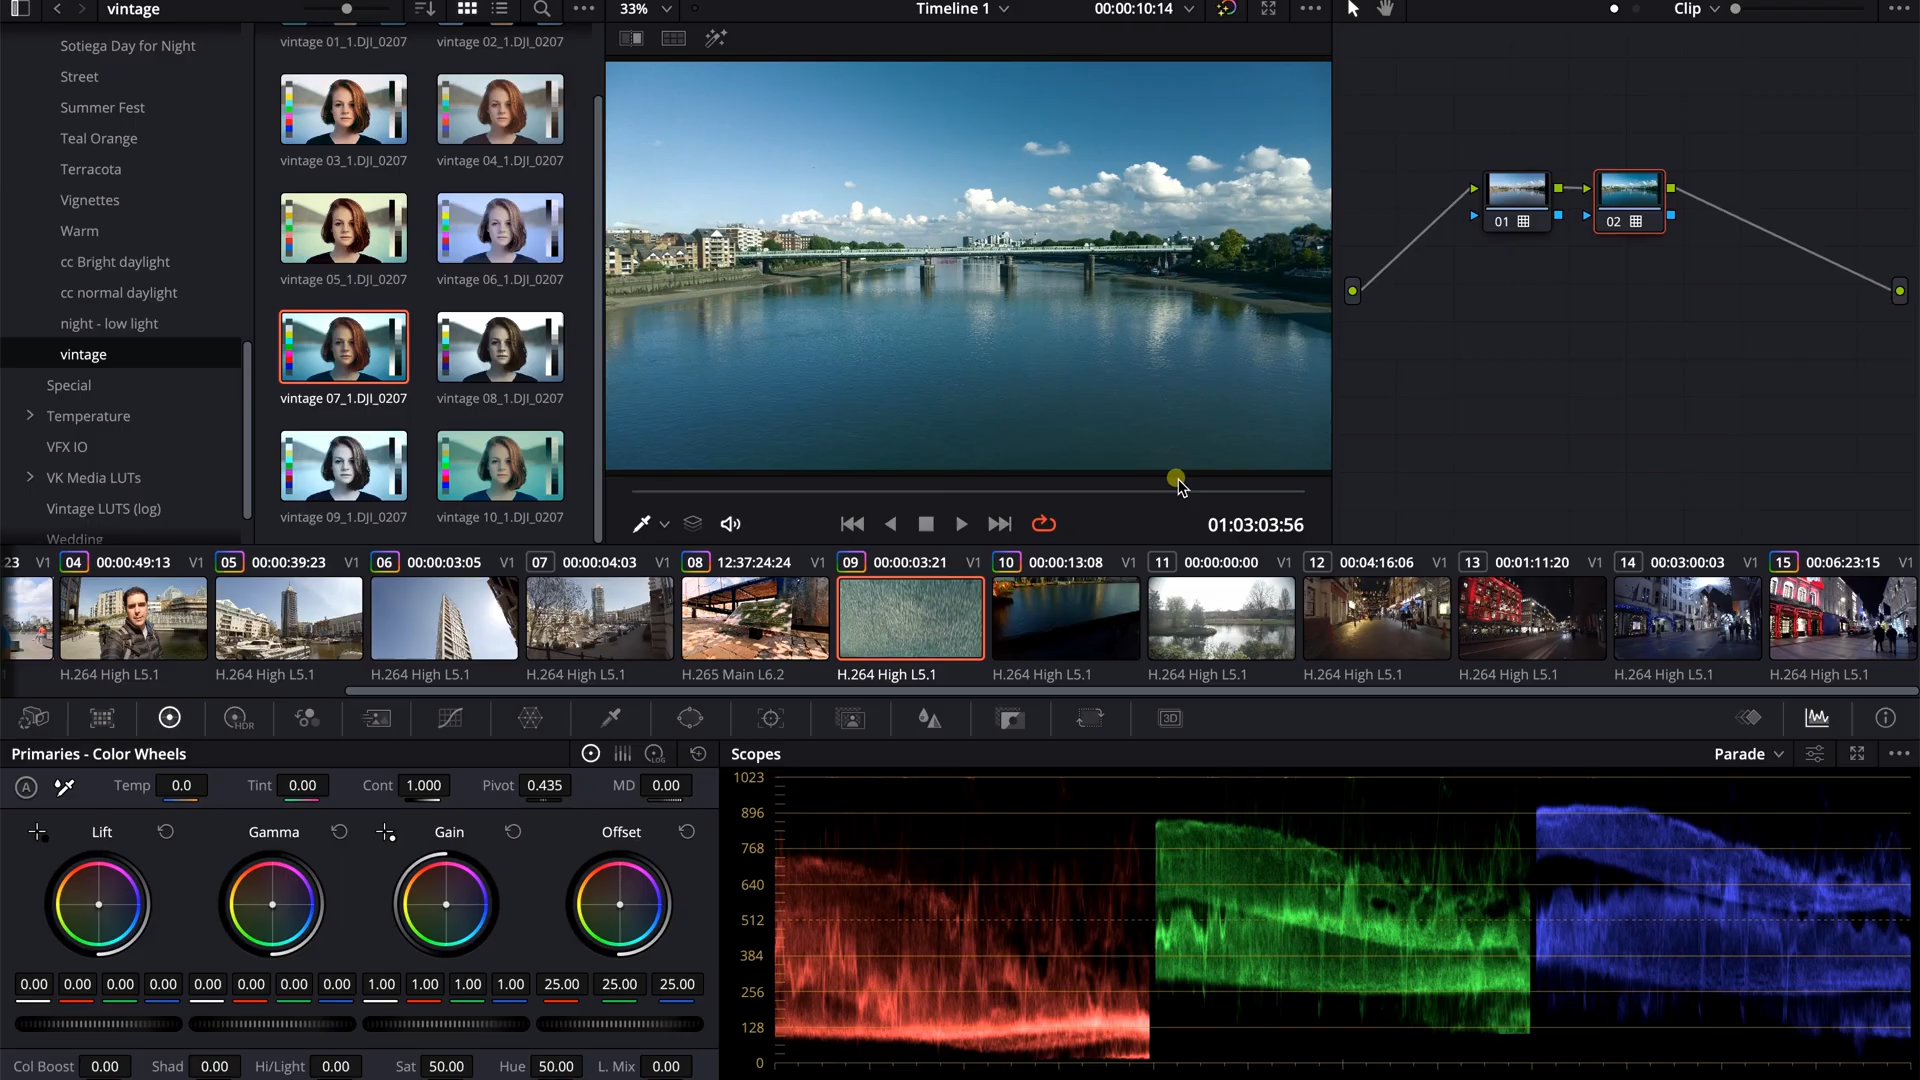 vintage
33%
Timeline 1
00:00:10:14
Clip
Sotiega Day for Night
Street
Summer Fest
Teal Orange
Terracota
Vignettes
Warm
cc Bright daylight
cc normal daylight
night - low light
vintage
Special
Temperature
VFX IO
VK Media LUTs
Vintage LUTS (log)
Wedding
vintage 01_1.DJI_0207 vintage 02_1.DJI_0207
vintage 03_1.DJI_0207 vintage 04_1.DJI_0207
vintage 05_1.DJI_0207 vintage 06_1.DJI_0207
vintage 07_1.DJI_0207 vintage 08_1.DJI_0207
vintage 09_1.DJI_0207 vintage 10_1.DJI_0207
01 02
01:03:03:56
:23 V1 04 00:00:49:13 V1 05 00:00:39:23 V1 06 00:00:03:05 V1 07 00:00:04:03 V1 08 12:37:24:24 V1 09 00:00:03:21 V1 10 00:00:13:08 V1 11 00:00:00:00 V1 12 00:04:16:06 V1 13 00:01:11:20 V1 14 00:03:00:03 V1 15 00:06:23:15 V1
H.264 High L5.1 H.264 High L5.1 H.264 High L5.1 H.264 High L5.1 H.265 Main L6.2 H.264 High L5.1 H.264 High L5.1 H.264 High L5.1 H.264 High L5.1 H.264 High L5.1 H.264 High L5.1 H.264 High L5.1
HDR 3D
Primaries - Color Wheels LOG
A Temp 0.0 Tint 0.00 Cont 1.000 Pivot 0.435 MD 0.00
Lift Gamma Gain Offset
0.00 0.00 0.00 0.00 0.00 0.00 0.00 0.00 1.00 1.00 1.00 1.00 25.00 25.00 25.00
Col Boost 0.00 Shad 0.00 Hi/Light 0.00 Sat 50.00 Hue 50.00 L. Mix 0.00
Scopes Parade
1023
896
768
640
512
384
256
128
0